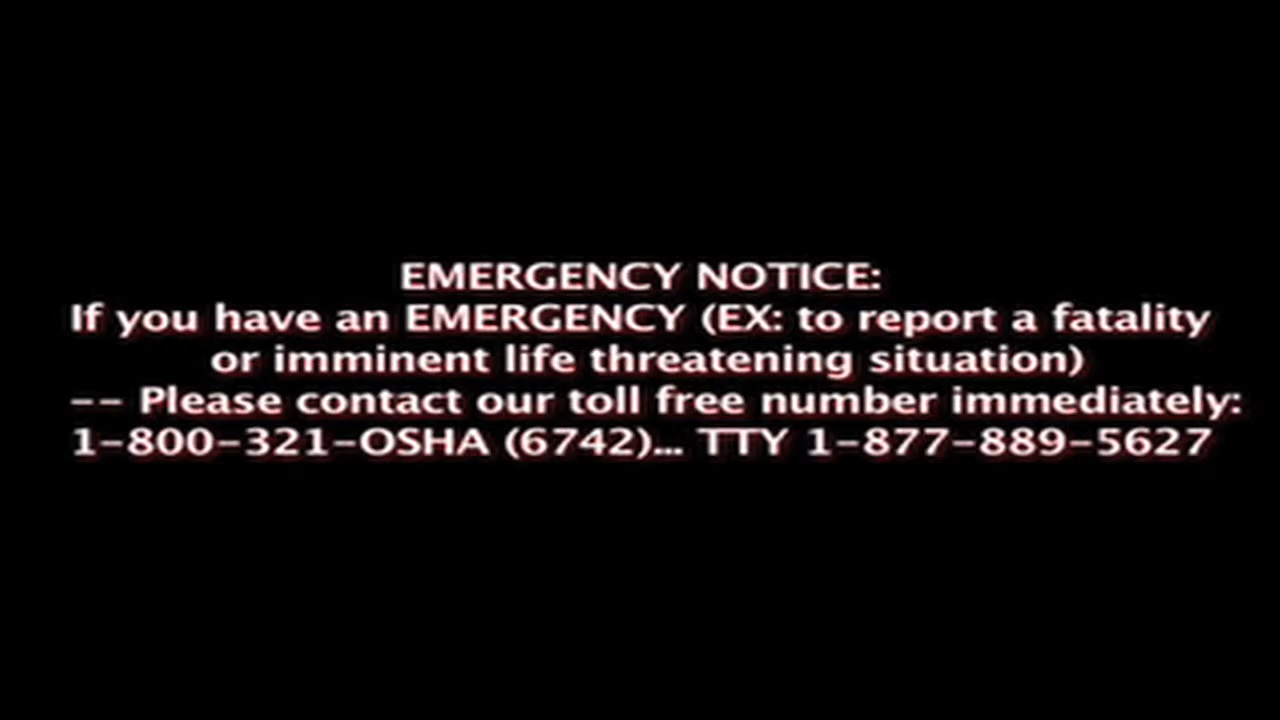 EMERGENCY NOTICE:
If you have an EMERGENCY (EX: to report a fatality
or imminent life threatening situation)
-- Please contact our toll free number immediately:
1-800-321-OSHA (6742)... TTY 1-877-889-5627